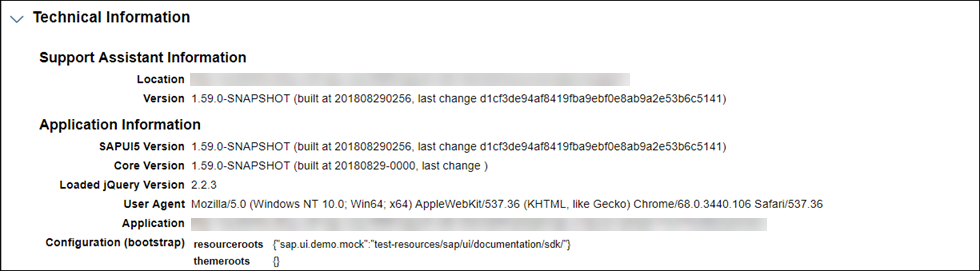 Technical Information
Support Assistant Information
Location
Version 1.59.0-SNAPSHOT (built at 201808290256, last change d1cf3de94af8419fba9ebf0e8ab9a2e53b6c5141)
Application Information
SAPUI5 Version 1.59.0-SNAPSHOT (built at 201808290256, last change d1cf3de94af8419fba9ebf0e8ab9a2e53b6c5141)
Core Version 1.59.0-SNAPSHOT (built at 20180829-0000, last change )
Loaded jQuery Version 2.2.3
User Agent Mozilla/5.0 (Windows NT 10.0; Win64; x64) AppleWebKit/537.36 (KHTML, like Gecko) Chrome/68.0.3440.106 Safari/537.36
Application
Configuration (bootstrap) resourceroots {"sap.ui.demo.mock":"test-resources/sap/ui/documentation/sdk/"}
themeroots {}